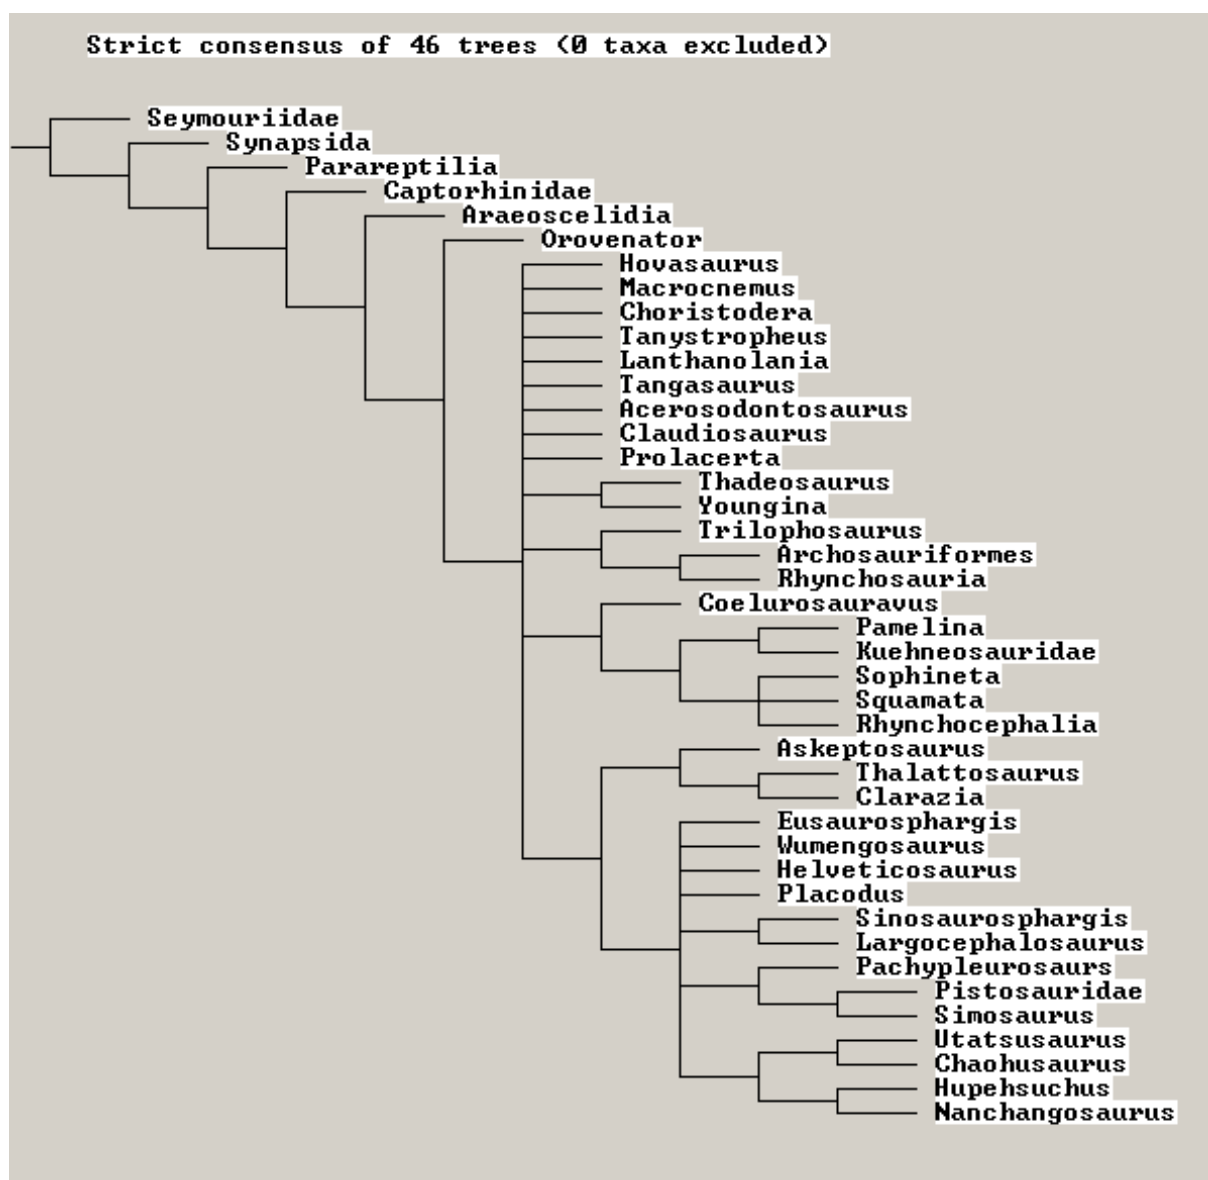 Strict consensus of 46 trees (0 taxa excluded)
Seymouriidae
Synapsida
Parareptilia
Captorhinidae
Araeoscelidia
Orovenator
Hovasaurus
Macrocnemus
Choristodera
Tanystropheus
Lanthanolania
Tangasaurus
Acerosodontosaurus
Claudiosaurus
Prolacerta
Thadeosaurus
Youngina
Trilophosaurus
Archosauriformes
Rhynchosauria
Coelurosauravus
Pamelina
Kuehneosauridae
Sophineta
Squamata
Rhynchocephalia
Askeptosaurus
Thalattosaurus
Clarazia
Eusaurosphargis
Wumengosaurus
Helveticosaurus
Placodus
Sinosaurosphargis
Largocephalosaurus
Pachypleurosaurs
Pistosauridae
Simosaurus
Utatsusaurus
Chaohusaurus
Hupehsuchus
Nanchangosaurus